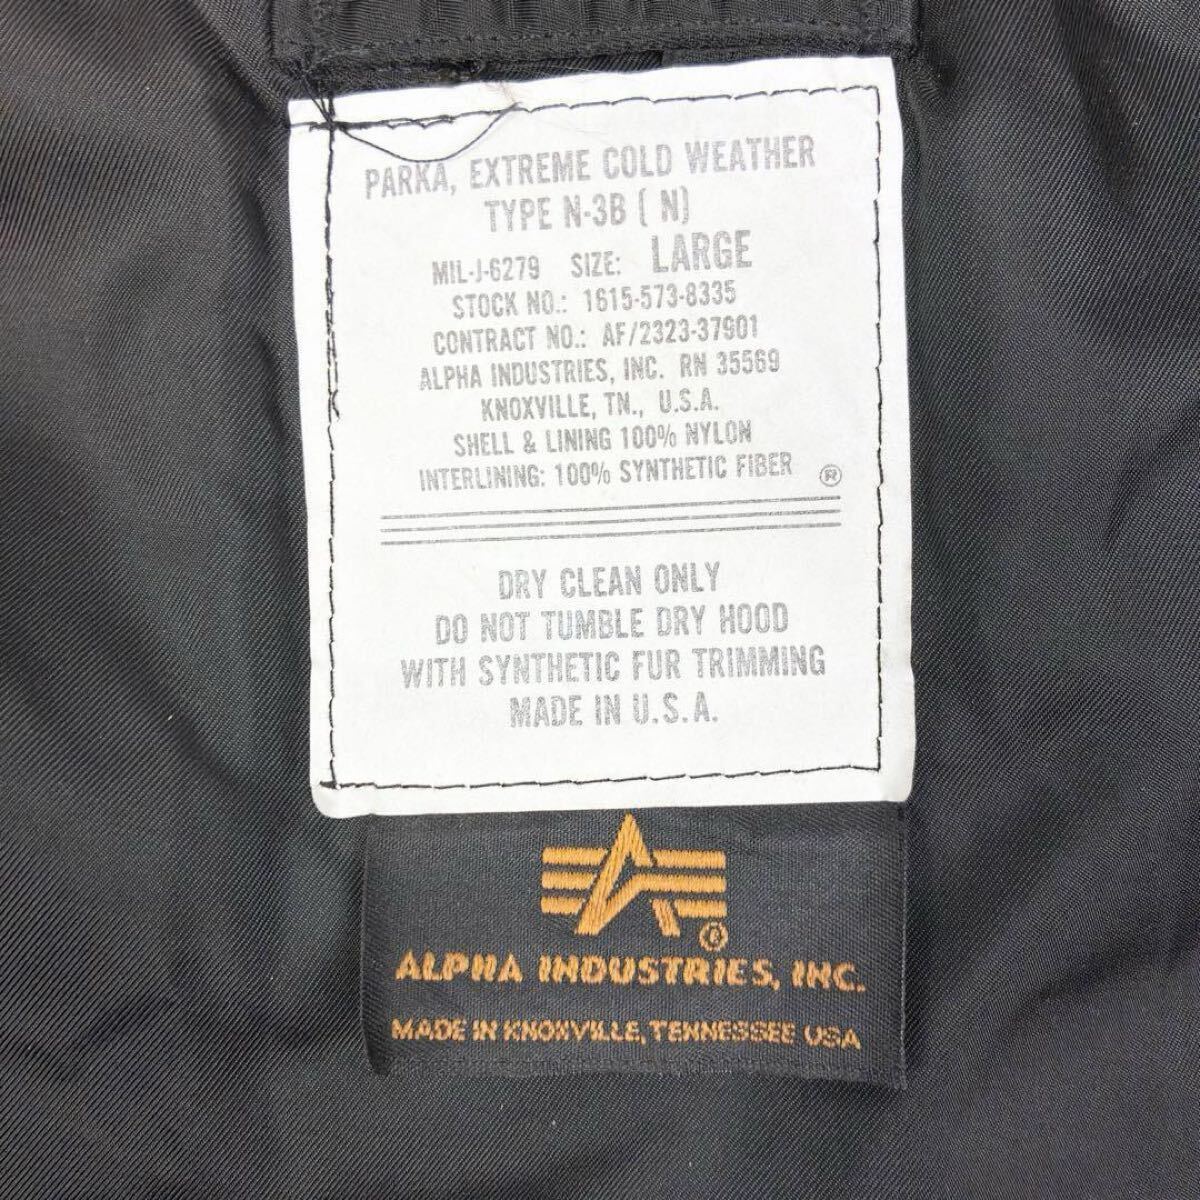 PARKA, EXTREME COLD WEATHER
TYPE N-3B ( N)
MIL-J-6279 SIZE: LARGE
STOCK NO.: 1615-573-8335
CONTRACT NO.: AF/2323-37901
ALPHA INDUSTRIES, INC. RN 35569
KNOXVILLE, TN., U.S.A.
SHELL & LINING 100% NYLON
INTERLINING: 100% SYNTHETIC FIBER ®
DRY CLEAN ONLY
DO NOT TUMBLE DRY HOOD
WITH SYNTHETIC FUR TRIMMING
MADE IN U.S.A.
®
ALPHA INDUSTRIES, INC.
MADE IN KNOXVILLE, TENNESSEE USA